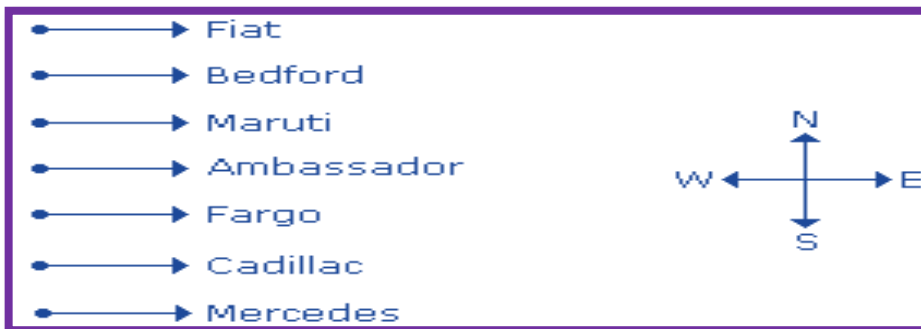 Fiat
Bedford
Maruti
N
Ambassador
W E
Fargo
S
Cadillac
Mercedes